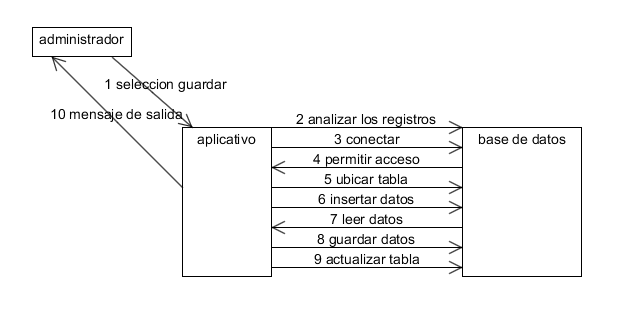 administrador
1 seleccion guardar
10 mensaje de salida
aplicativo
2 analizar los registros
base de datos
3 conectar
4 permitir acceso
5 ubicar tabla
6 insertar datos
7 leer datos
8 guardar datos
9 actualizar tabla